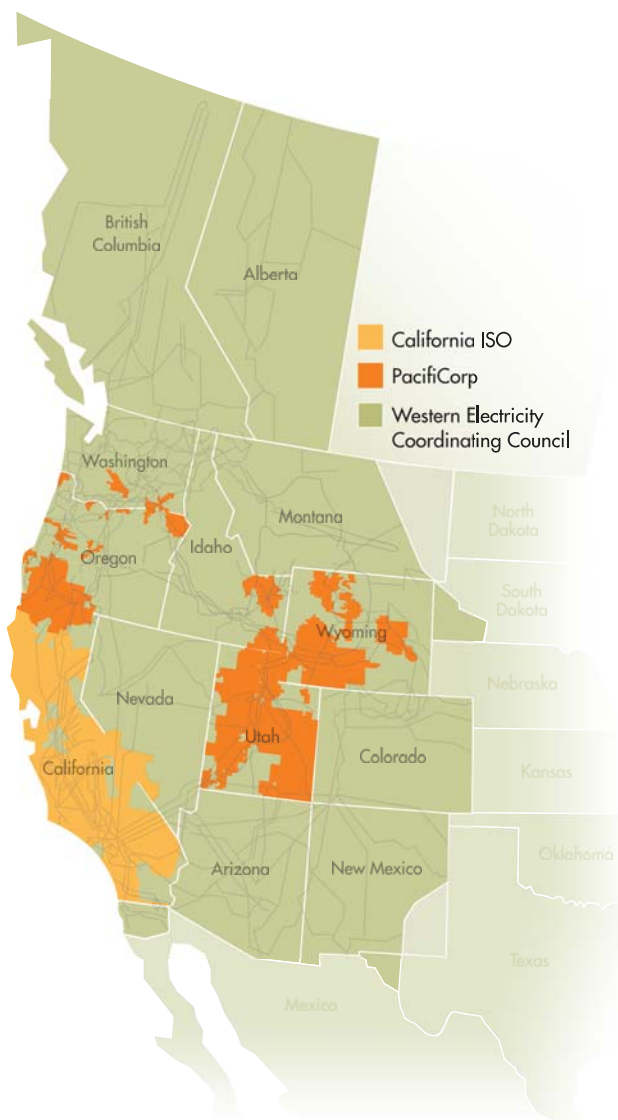 British
Columbia
Alberta
California ISO
PacifiCorp
Western Electricity
Coordinating Council
Washington
Montana
North
Dakota
Oregon
Idaho
South
Dakota
Wyoming
Nebraska
Nevada
Utah
Colorado
California
Kansas
Arizona
New Mexico
Oklahoma
Texas
Mexico